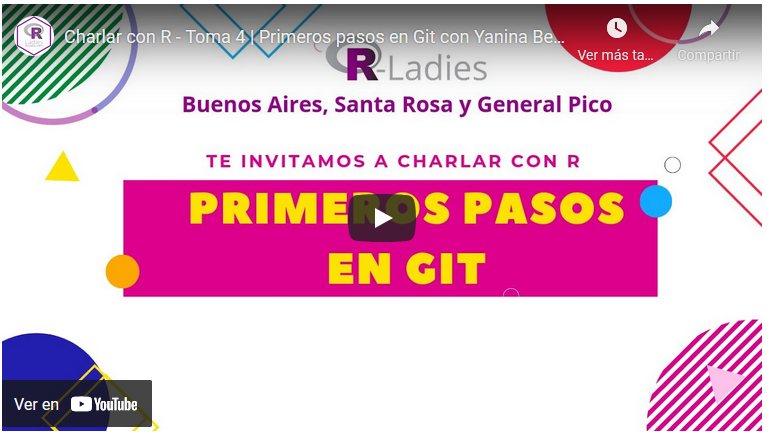 R
Ladies
Charlar con R - Toma 4 | Primeros pasos en Git con Yanina Be...
Ver más ta...
Compartir
R-Ladies
Buenos Aires, Santa Rosa y General Pico
TE INVITAMOS A CHARLAR CON R
PRIMEROS PASOS
EN GIT
Ver en YouTube